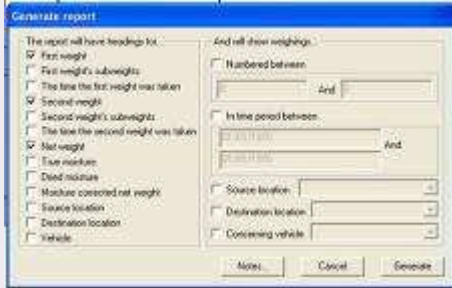 Generate report
The report will have headings for...
First weight
First weight's subweights
The time the first weight was taken
Second weight
Second weight's subweights
The time the second weight was taken
Net weight
True moisture
Moisture corrected net weight
Source location
Destination location
Vehicle
And will show weighings...
Numbered between
And
In time period between
And
Source location
Destination location
Concerning vehicle
Notes...
Cancel
Generate